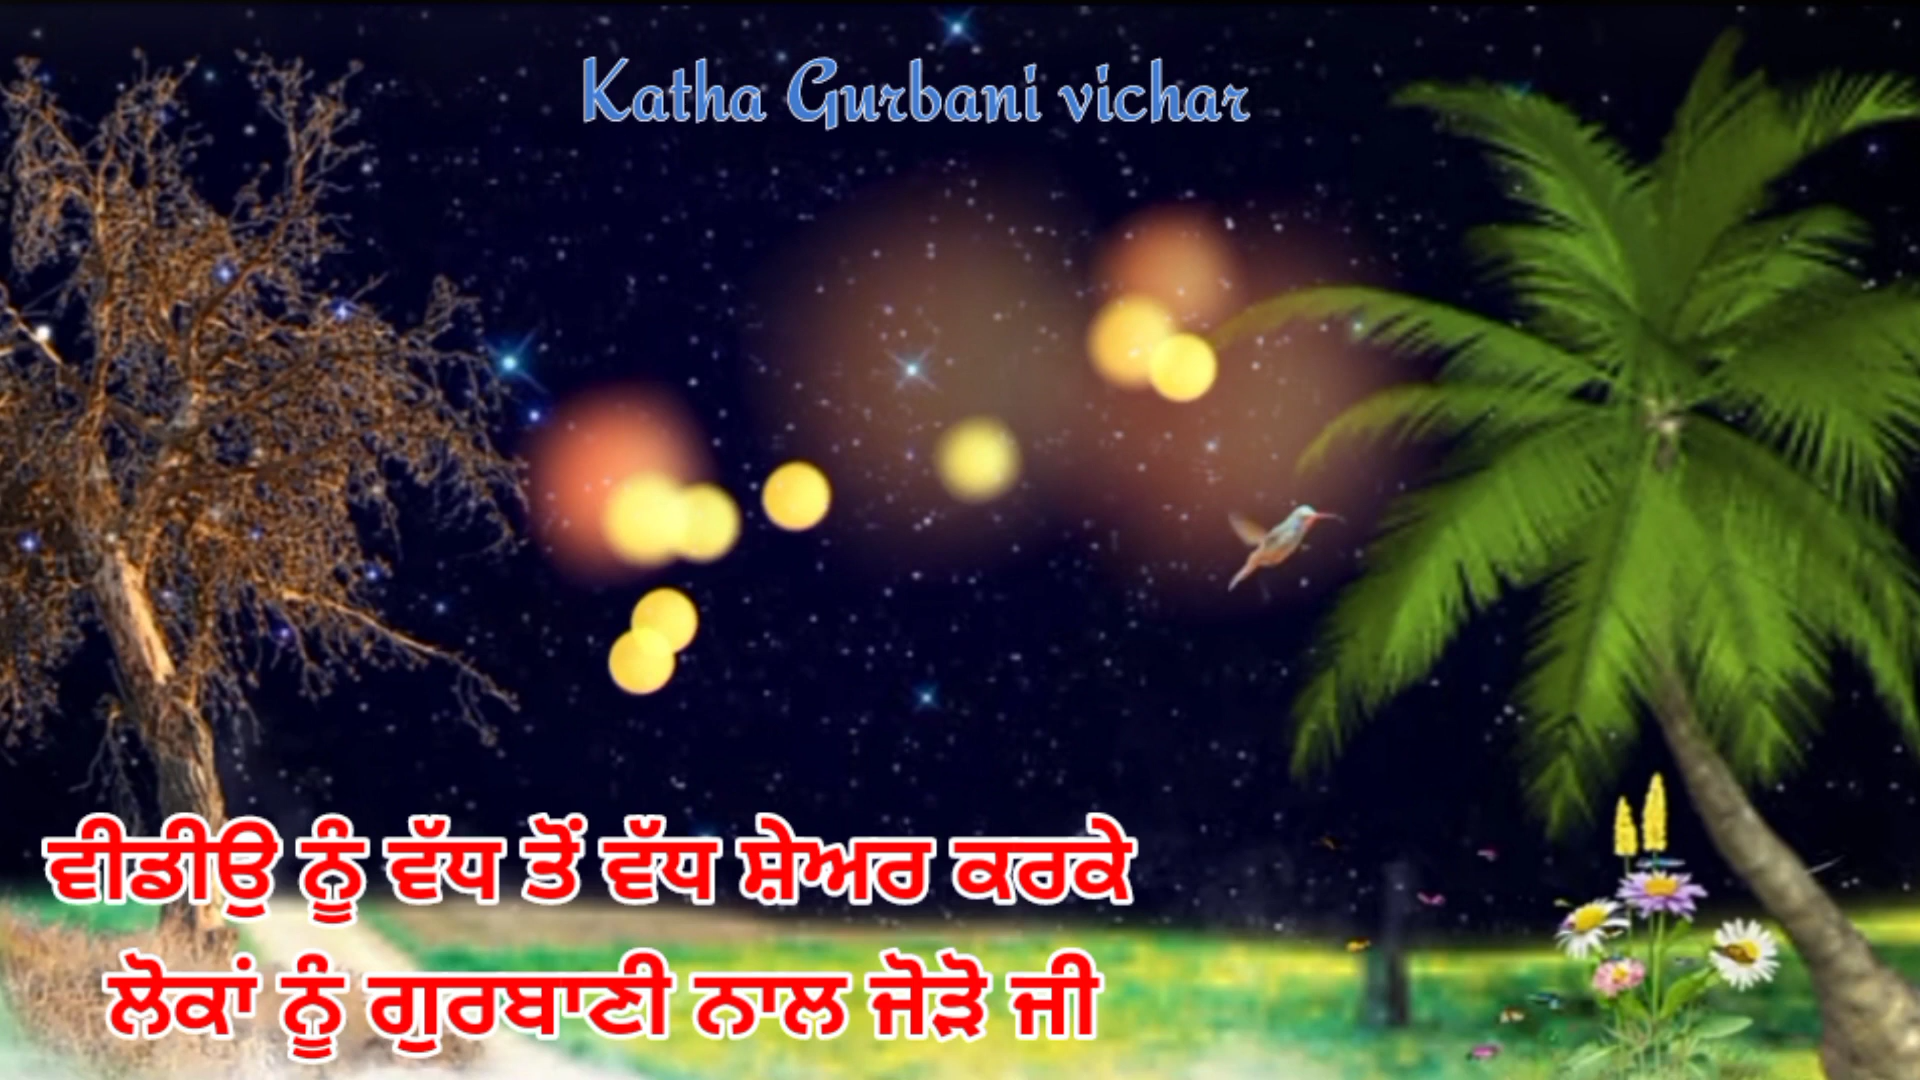 Katha Gurbani vichar
ਵੀਡੀਉ ਨੂੰ ਵੱਧ ਤੋਂ ਵੱਧ ਸ਼ੇਅਰ ਕਰਕੇ
ਲੋਕਾਂ ਨੂੰ ਗੁਰਬਾਣੀ ਨਾਲ ਜੋੜੋ ਜੀ